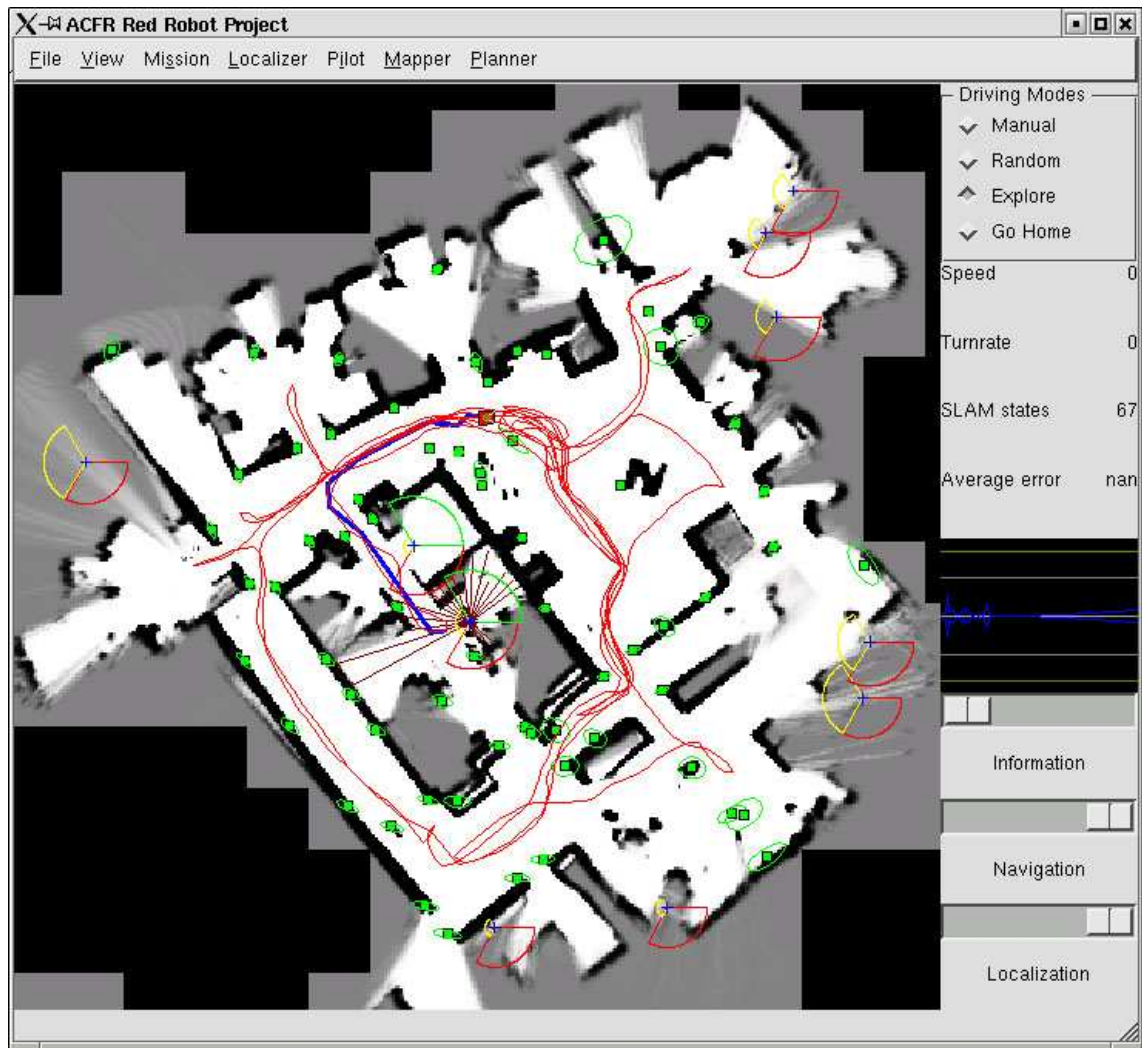 ACFR Red Robot Project
File View Mission Localizer Pilot Mapper Planner
Driving Modes
Manual
Random
Explore
Go Home
Speed 0
Turnrate 0
SLAM states 67
Average error nan
Information
Navigation
Localization